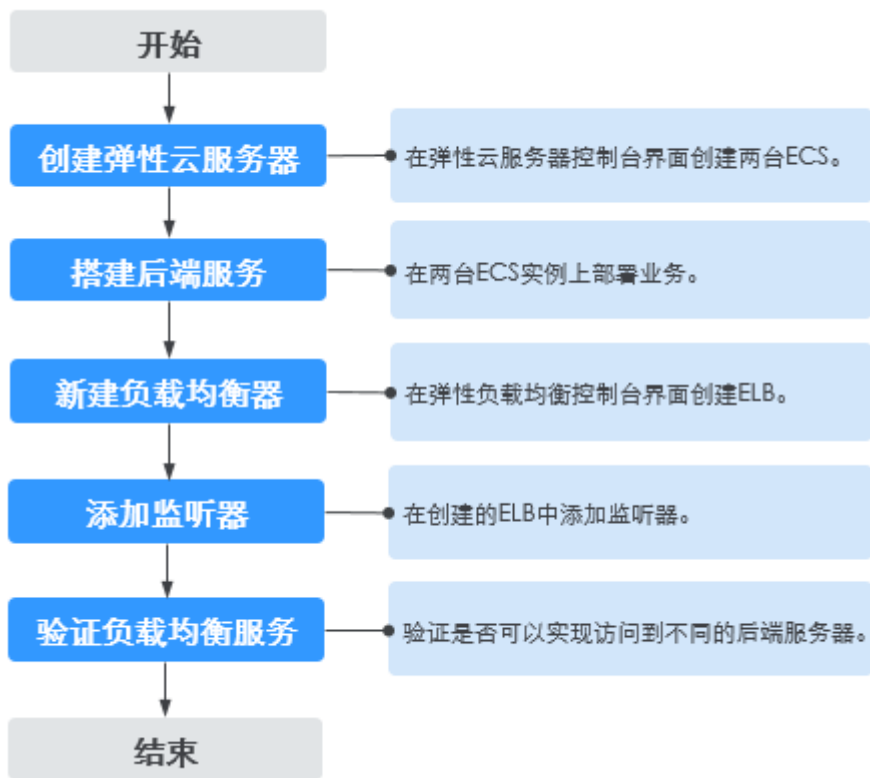 开始
创建弹性云服务器
在弹性云服务器控制台界面创建两台ECS。
搭建后端服务
在两台ECS实例上部署业务。
新建负载均衡器
在弹性负载均衡控制台界面创建ELB。
添加监听器
在创建的ELB中添加监听器。
验证负载均衡服务
验证是否可以实现访问到不同的后端服务器。
结束